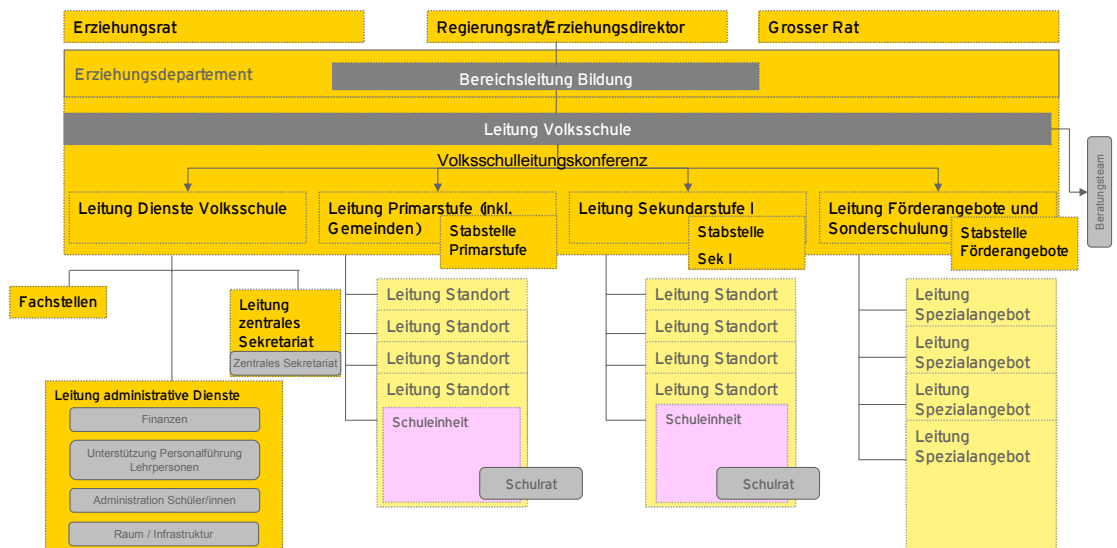 Erziehungsrat
Regierungsrat/Erziehungsdirektor
Grosser Rat
Erziehungsdepartement
Bereichsleitung Bildung
Leitung Volksschule
Volksschulleitungskonferenz
Beratungsteam
Leitung Dienste Volksschule
Leitung Primarstufe (inkl.
Gemeinden)
Stabstelle
Primarstufe
Leitung Sekundarstufe I
Stabstelle
Sek I
Leitung Förderangebote und
Sonderschulung
Stabstelle
Förderangebote
Fachstellen
Leitung
zentrales
Sekretariat
Zentrales Sekretariat
Leitung administrative Dienste
Finanzen
Unterstützung Personalführung
Lehrpersonen
Administration Schüler/innen
Raum / Infrastruktur
Leitung Standort
Leitung Standort
Leitung Standort
Leitung Standort
Schuleinheit
Schulrat
Leitung Standort
Leitung Standort
Leitung Standort
Leitung Standort
Schuleinheit
Schulrat
Leitung
Spezialangebot
Leitung
Spezialangebot
Leitung
Spezialangebot
Leitung
Spezialangebot